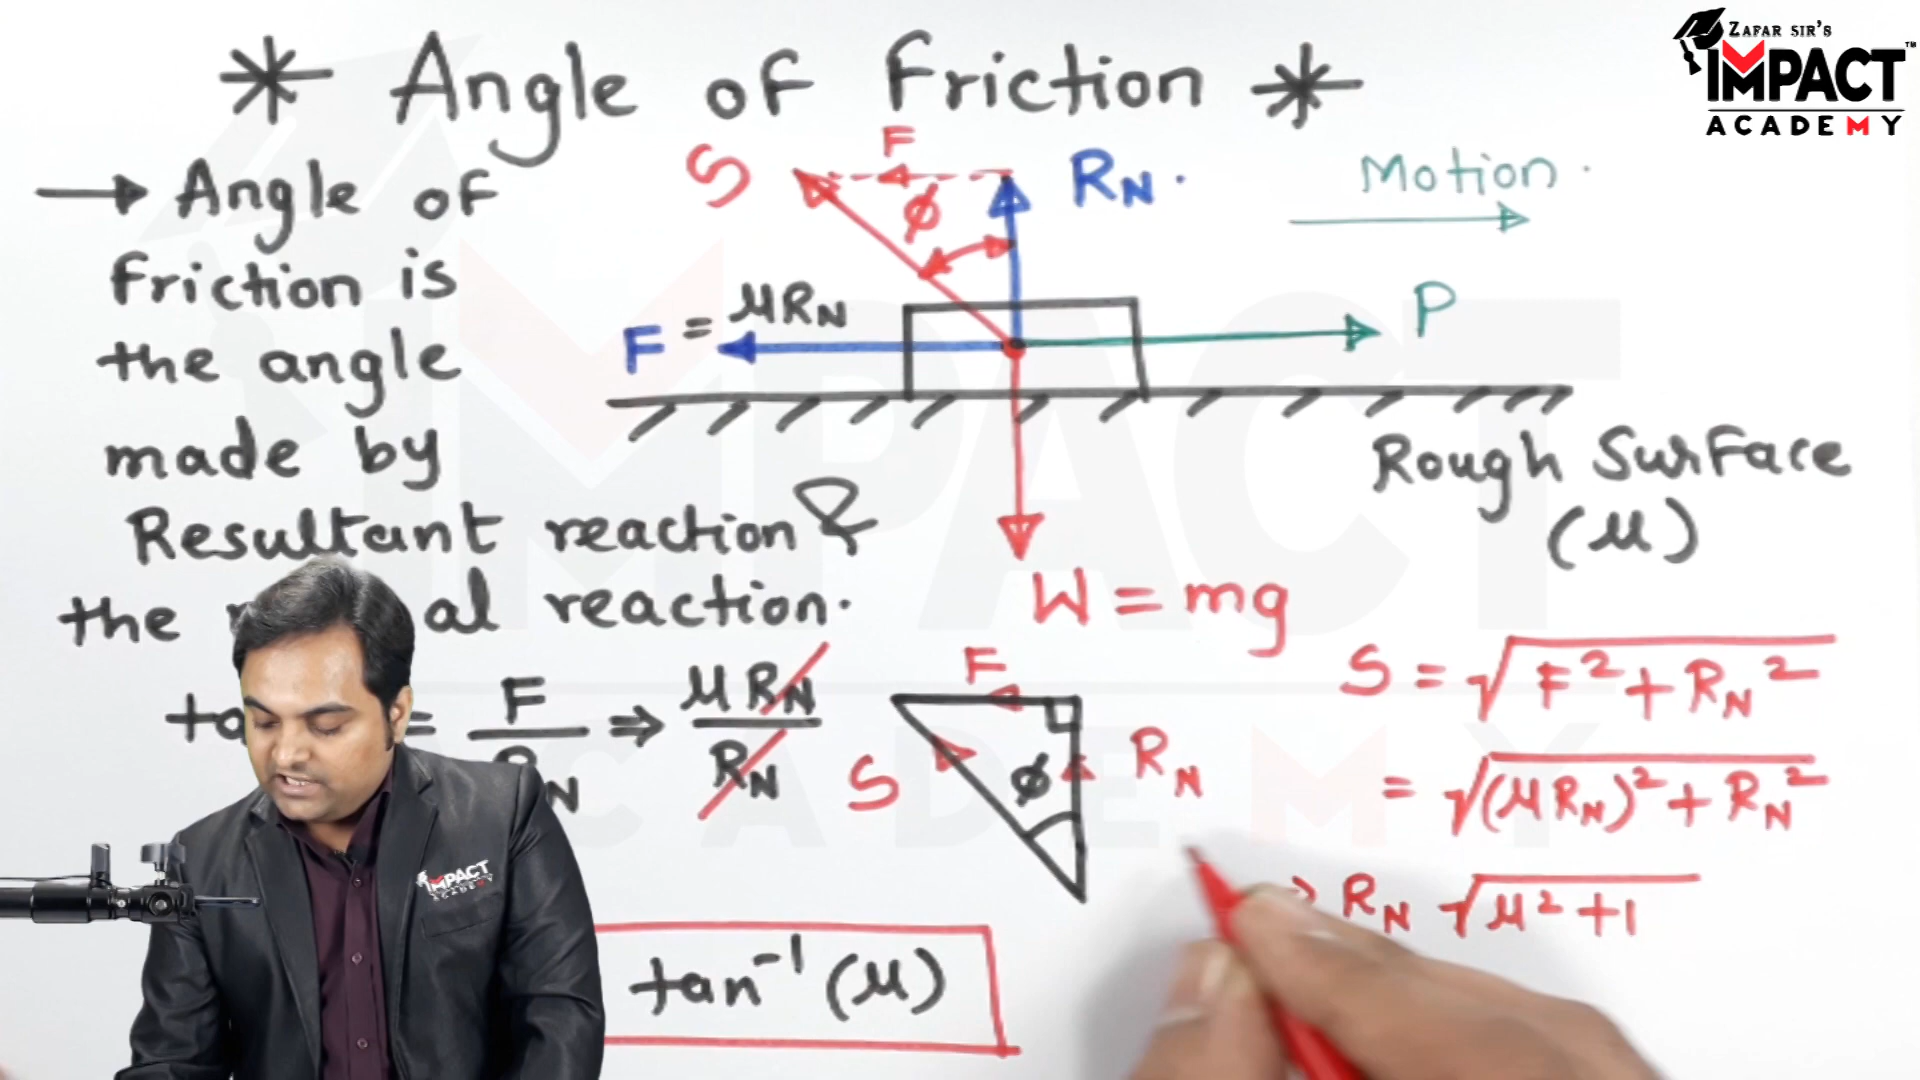 * Angle of Friction *
ZAFAR SIR'S
IMPACT™
ACADEMY
→ Angle of
friction is
the angle
made by
Resultant reaction &
the al reaction.
S
F
ϕ
RN.
Motion.
F = μRN
P
Rough Surface
(μ)
W = mg
= F ⇒ μRN
RN
F
S
ϕ
RN
S = √F² + RN²
= √(μRN)² + RN²
RN √μ² + 1
tan⁻¹ (μ)
IMPACT
ACADEMY